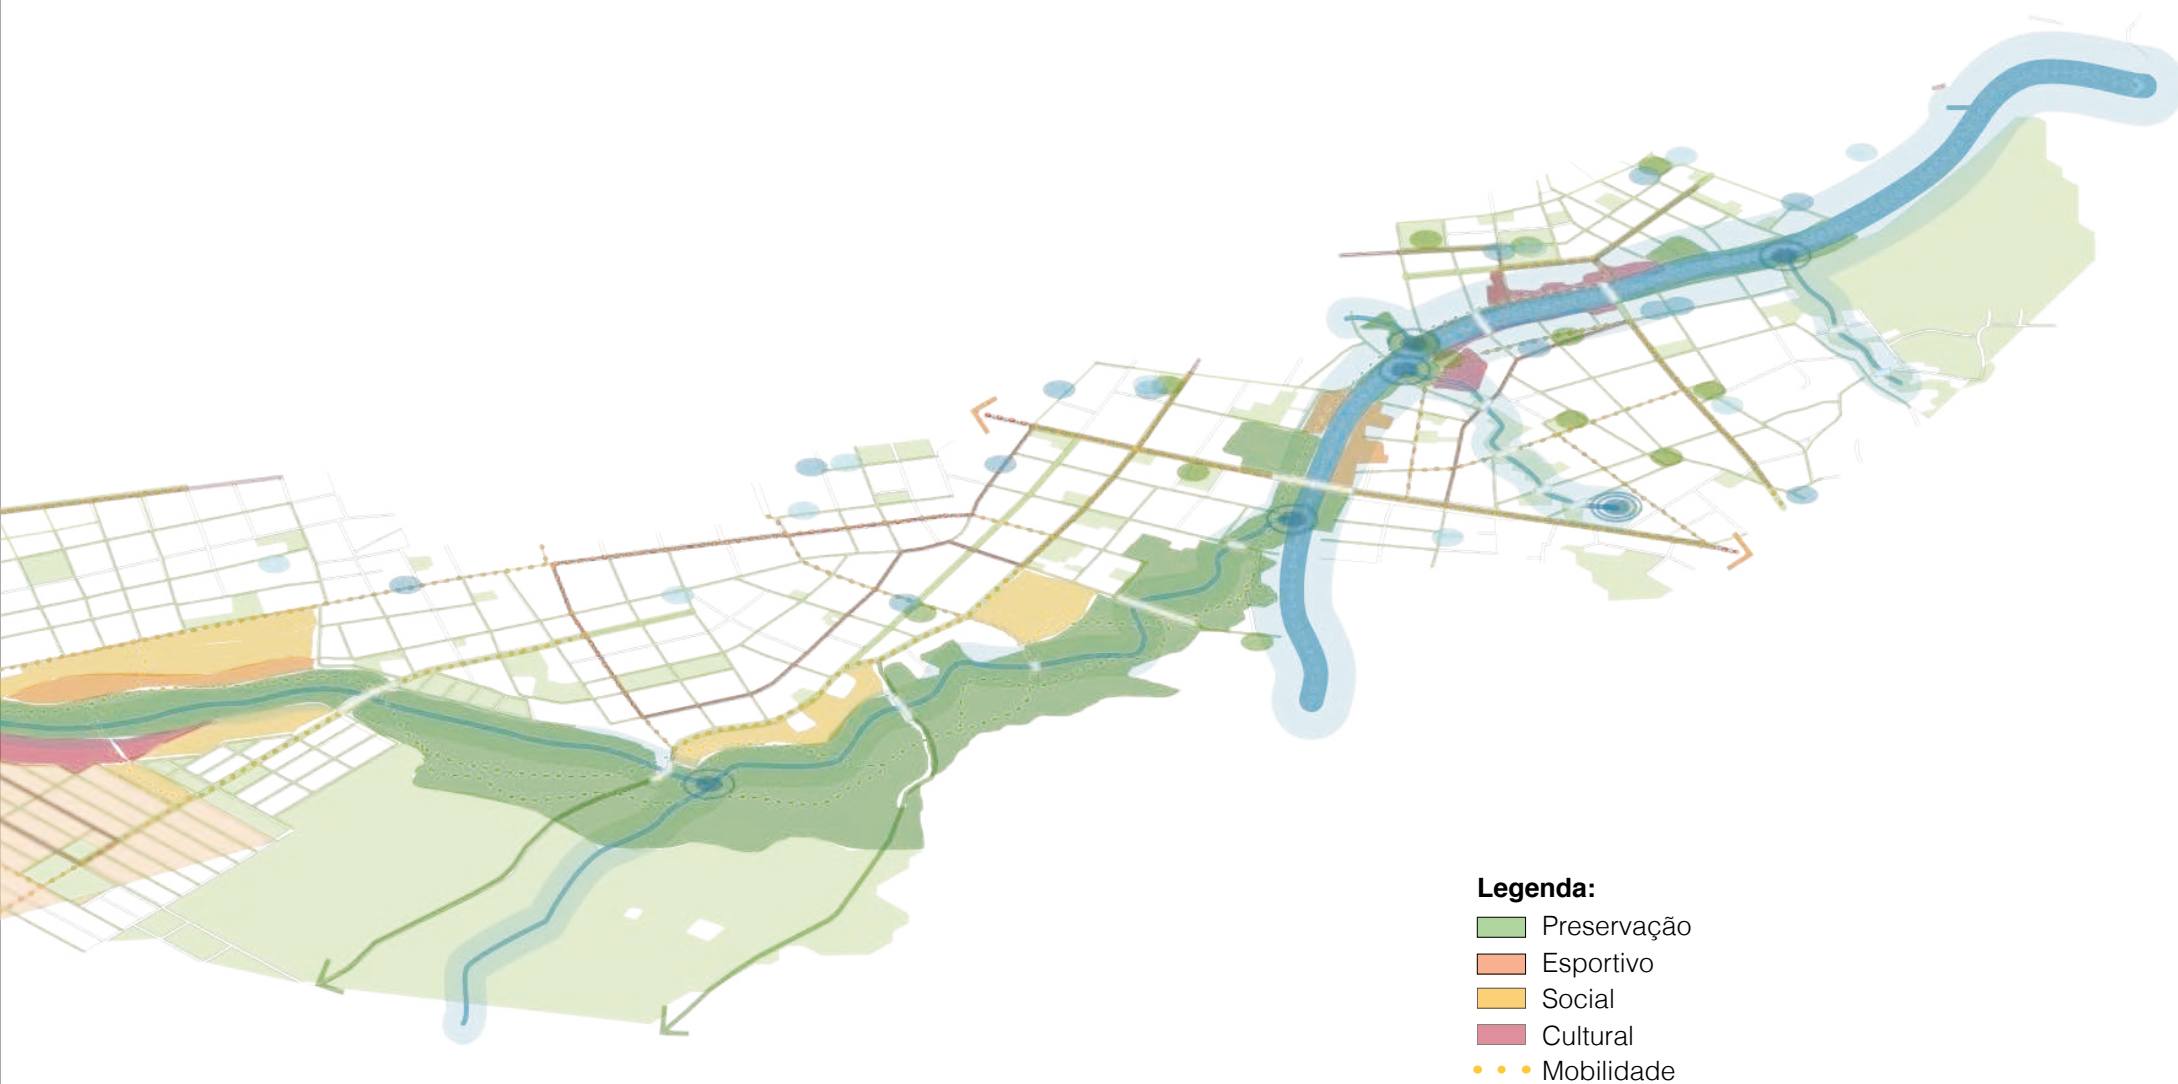 Legenda:
Preservação
Esportivo
Social
Cultural
Mobilidade